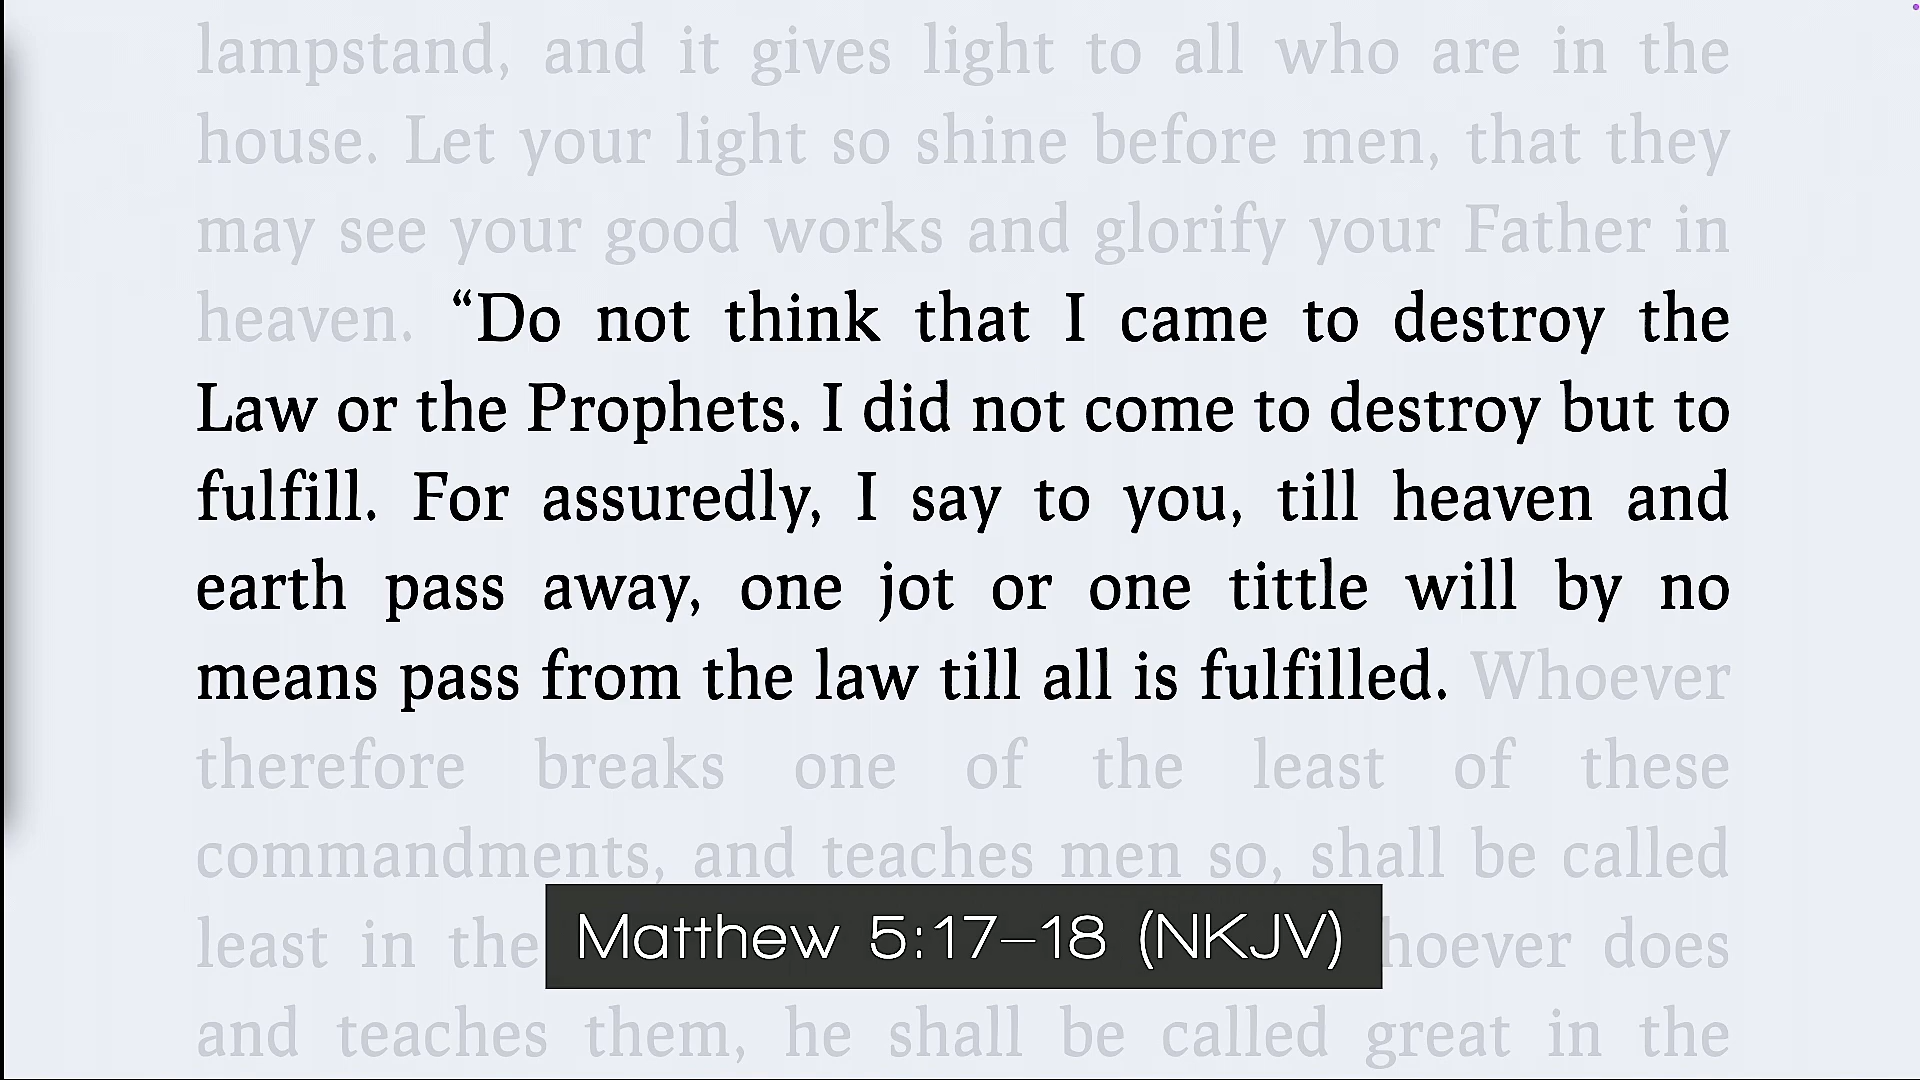 lampstand, and it gives light to all who are in the
house. Let your light so shine before men, that they
may see your good works and glorify your Father in
heaven. “Do not think that I came to destroy the
Law or the Prophets. I did not come to destroy but to
fulfill. For assuredly, I say to you, till heaven and
earth pass away, one jot or one tittle will by no
means pass from the law till all is fulfilled. Whoever
therefore breaks one of the least of these
commandments, and teaches men so, shall be called
least in the hoever does
Matthew 5:17–18 (NKJV)
and teaches them, he shall be called great in the